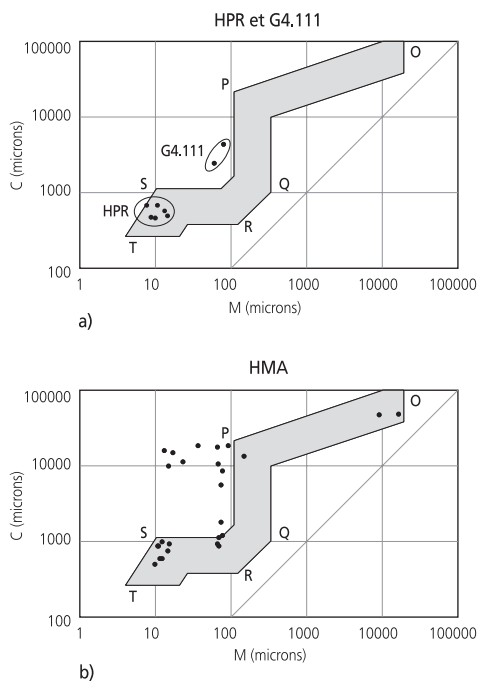 HPR et G4.111
100000
10000
1000
100
C (microns)
O
P
G4.111
S
Q
HPR
R
T
1 10 100 1000 10000 100000
M (microns)
a)
HMA
100000
10000
1000
100
C (microns)
O
P
S
Q
R
T
1 10 100 1000 10000 100000
M (microns)
b)